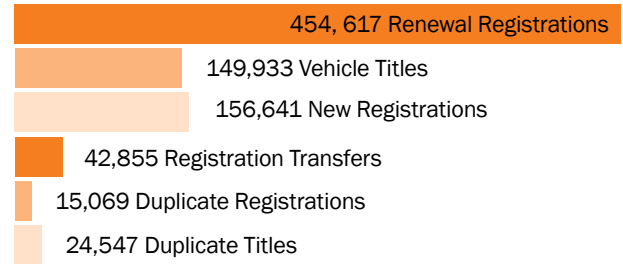 454, 617 Renewal Registrations
149,933 Vehicle Titles
156,641 New Registrations
42,855 Registration Transfers
15,069 Duplicate Registrations
24,547 Duplicate Titles